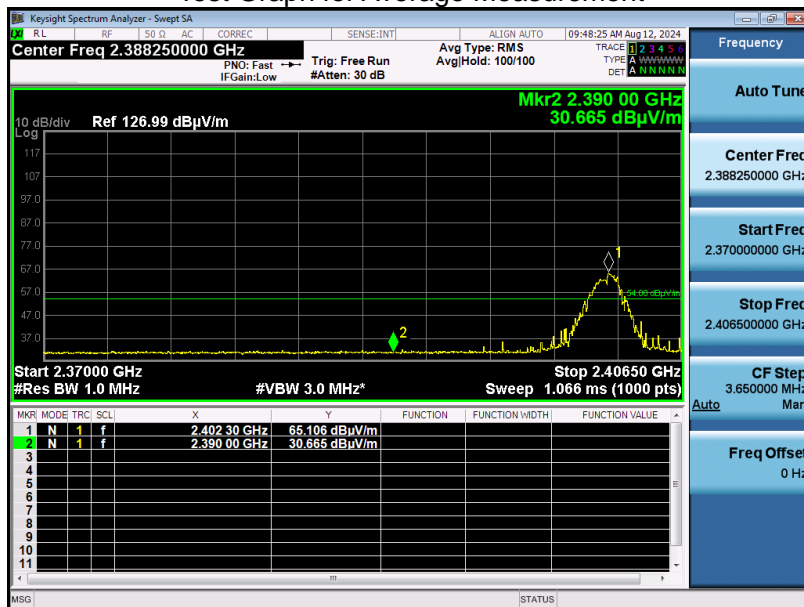 Test Graph for Average Measurement
Keysight Spectrum Analyzer - Swept SA
LXI RL RF 50 Ω AC CORREC SENSE:INT ALIGN AUTO 09:48:25 AM Aug 12, 2024
Center Freq 2.388250000 GHz
PNO: Fast
IFGain:Low
Trig: Free Run
#Atten: 30 dB
Avg Type: RMS
Avg|Hold: 100/100
TRACE 1 2 3 4 5 6
TYPE A WWWWW
DET A N N N N N
Mkr2 2.390 00 GHz
30.665 dBµV/m
10 dB/div
Log
Ref 126.99 dBµV/m
117
107
97.0
87.0
77.0
67.0
57.0
47.0
37.0
1
54.00 dBµV/m
2
Start 2.37000 GHz Stop 2.40650 GHz
#Res BW 1.0 MHz #VBW 3.0 MHz* Sweep 1.066 ms (1000 pts)
MKR MODE TRC SCL X Y FUNCTION FUNCTION WIDTH FUNCTION VALUE
1 N 1 f 2.402 30 GHz 65.106 dBµV/m
2 N 1 f 2.390 00 GHz 30.665 dBµV/m
3
4
5
6
7
8
9
10
11
MSG STATUS
Frequency
Auto Tune
Center Freq
2.388250000 GHz
Start Freq
2.370000000 GHz
Stop Freq
2.406500000 GHz
CF Step
3.650000 MHz
Auto Man
Freq Offset
0 Hz